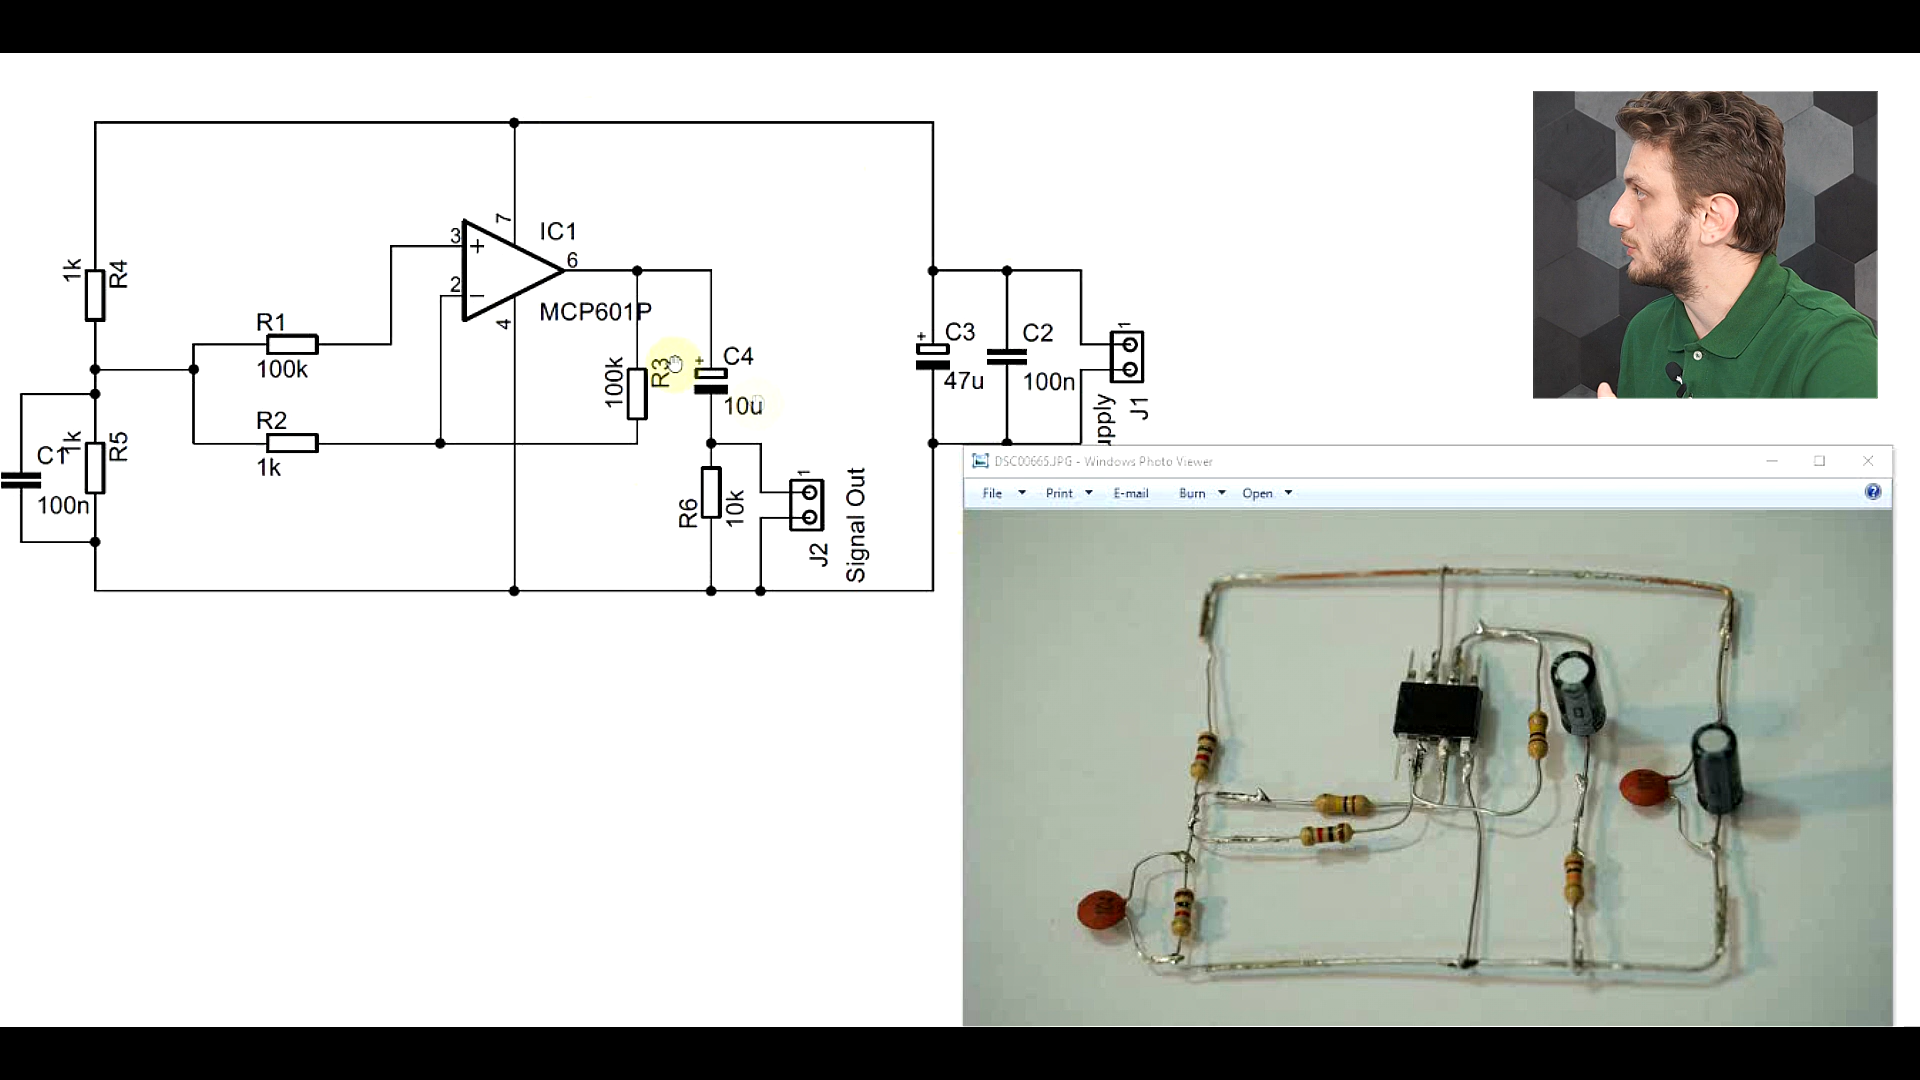 7
IC1
3
6
2
MCP601P
4
1k
R4
R1
100k
R2
1k
C1
100n
1k
R5
100k
R3
C4
10u
R6
10k
1
J2
Signal Out
C3
47u
C2
100n
1
J1
upply
DSC00665.JPG - Windows Photo Viewer
File Print E-mail Burn Open